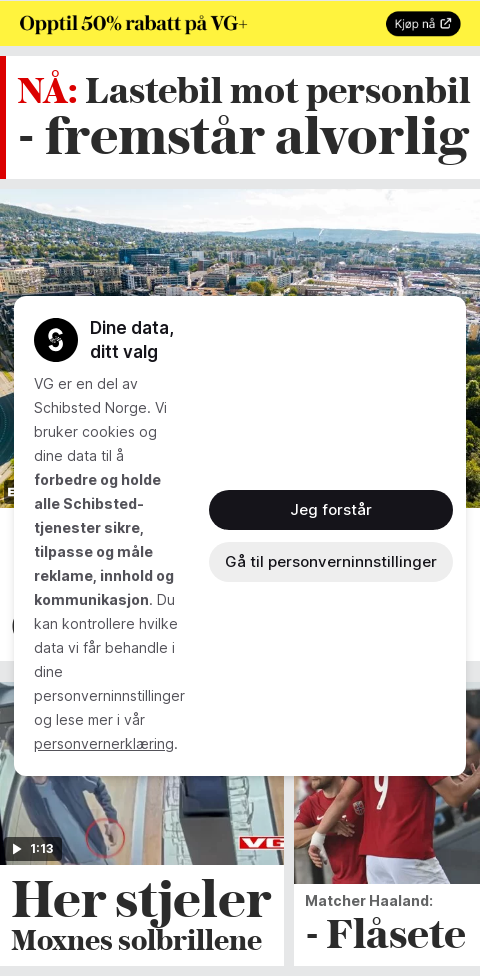 Opptil 50% rabatt på VG+
Kjøp nå
NÅ: Lastebil mot personbil
- fremstår alvorlig
Dine data,
ditt valg
VG er en del av
Schibsted Norge. Vi
bruker cookies og
dine data til å
forbedre og holde
alle Schibsted-
tjenester sikre,
tilpasse og måle
reklame, innhold og
kommunikasjon. Du
kan kontrollere hvilke
data vi får behandle i
dine
personverninnstillinger
og lese mer i vår
personvernerklæring.
Jeg forstår
Gå til personverninnstillinger
1:13
VG
9
Her stjeler
Moxnes solbrillene
Matcher Haaland:
- Flåsete